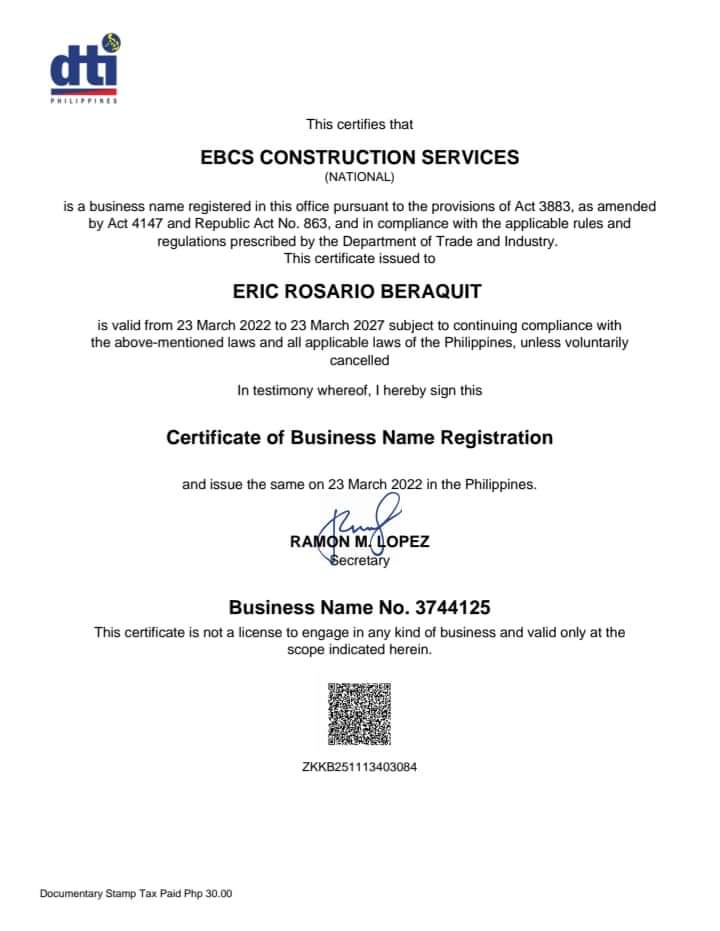 dti
PHILIPPINES
This certifies that
EBCS CONSTRUCTION SERVICES
(NATIONAL)
is a business name registered in this office pursuant to the provisions of Act 3883, as amended
by Act 4147 and Republic Act No. 863, and in compliance with the applicable rules and
regulations prescribed by the Department of Trade and Industry.
This certificate issued to
ERIC ROSARIO BERAQUIT
is valid from 23 March 2022 to 23 March 2027 subject to continuing compliance with
the above-mentioned laws and all applicable laws of the Philippines, unless voluntarily
cancelled
In testimony whereof, I hereby sign this
Certificate of Business Name Registration
and issue the same on 23 March 2022 in the Philippines.
RAMON M. LOPEZ
Secretary
Business Name No. 3744125
This certificate is not a license to engage in any kind of business and valid only at the
scope indicated herein.
ZKKB251113403084
Documentary Stamp Tax Paid Php 30.00